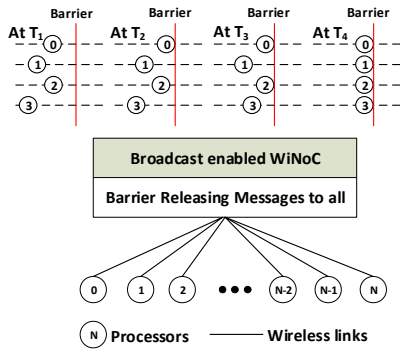 Barrier Barrier Barrier Barrier
At T1 At T2 At T3 At T4
0 0 0 0
1 1 1 1
2 2 2 2
3 3 3 3
Broadcast enabled WiNoC
Barrier Releasing Messages to all
0 1 2 ••• N-2 N-1 N
N Processors Wireless links